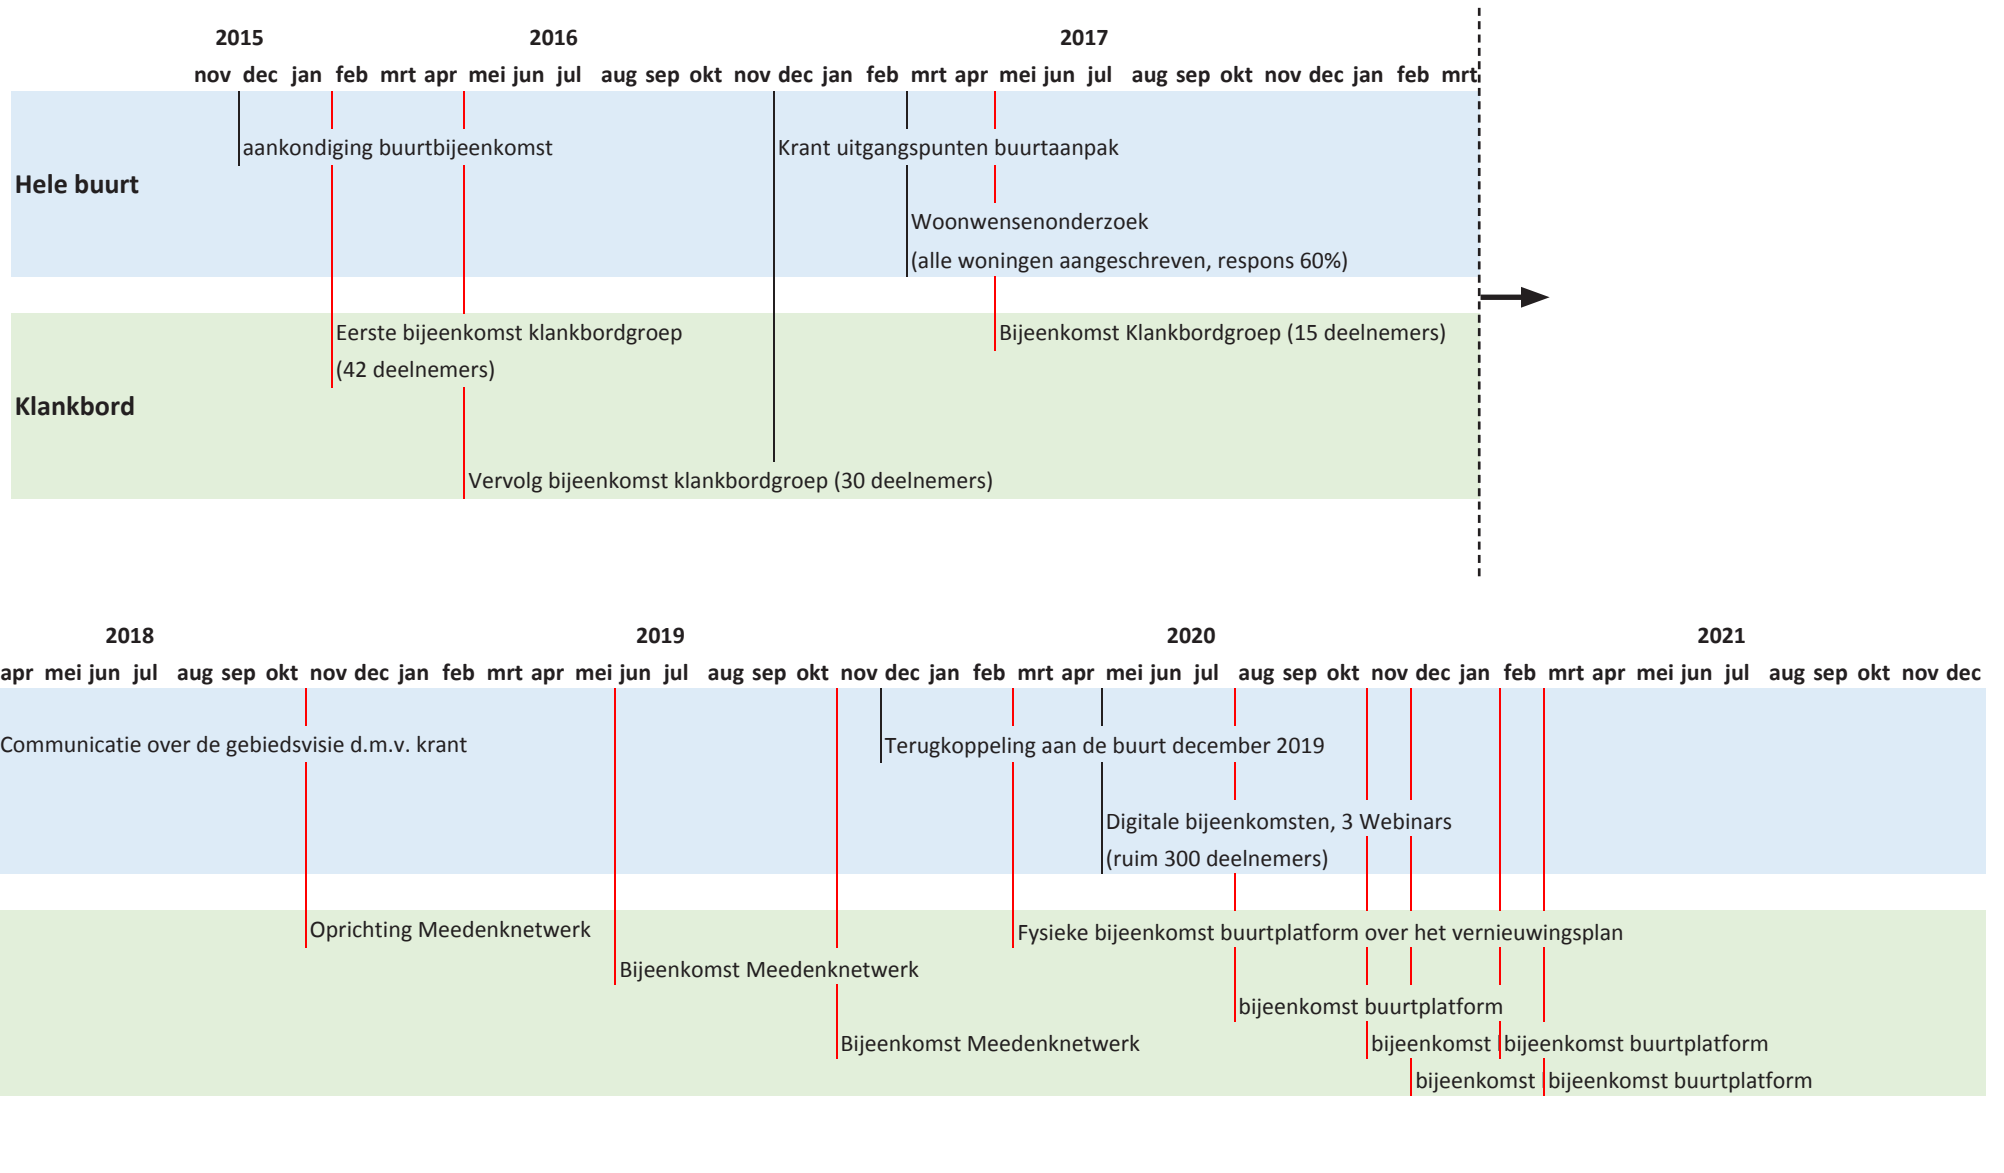 2015 2016 2017
nov dec jan feb mrt apr mei jun jul aug sep okt nov dec jan feb mrt apr mei jun jul aug sep okt nov dec jan feb mrt
aankondiging buurtbijeenkomst
Krant uitgangspunten buurtaanpak
Hele buurt
Woonwensenonderzoek
(alle woningen aangeschreven, respons 60%)
Eerste bijeenkomst klankbordgroep
(42 deelnemers)
Bijeenkomst Klankbordgroep (15 deelnemers)
Klankbord
Vervolg bijeenkomst klankbordgroep (30 deelnemers)
2018 2019 2020 2021
apr mei jun jul aug sep okt nov dec jan feb mrt apr mei jun jul aug sep okt nov dec jan feb mrt apr mei jun jul aug sep okt nov dec jan feb mrt apr mei jun jul aug sep okt nov dec
Communicatie over de gebiedsvisie d.m.v. krant
Terugkoppeling aan de buurt december 2019
Digitale bijeenkomsten, 3 Webinars
(ruim 300 deelnemers)
Oprichting Meedenknetwerk
Fysieke bijeenkomst buurtplatform over het vernieuwingsplan
Bijeenkomst Meedenknetwerk
bijeenkomst buurtplatform
Bijeenkomst Meedenknetwerk
bijeenkomst
bijeenkomst buurtplatform
bijeenkomst
bijeenkomst buurtplatform